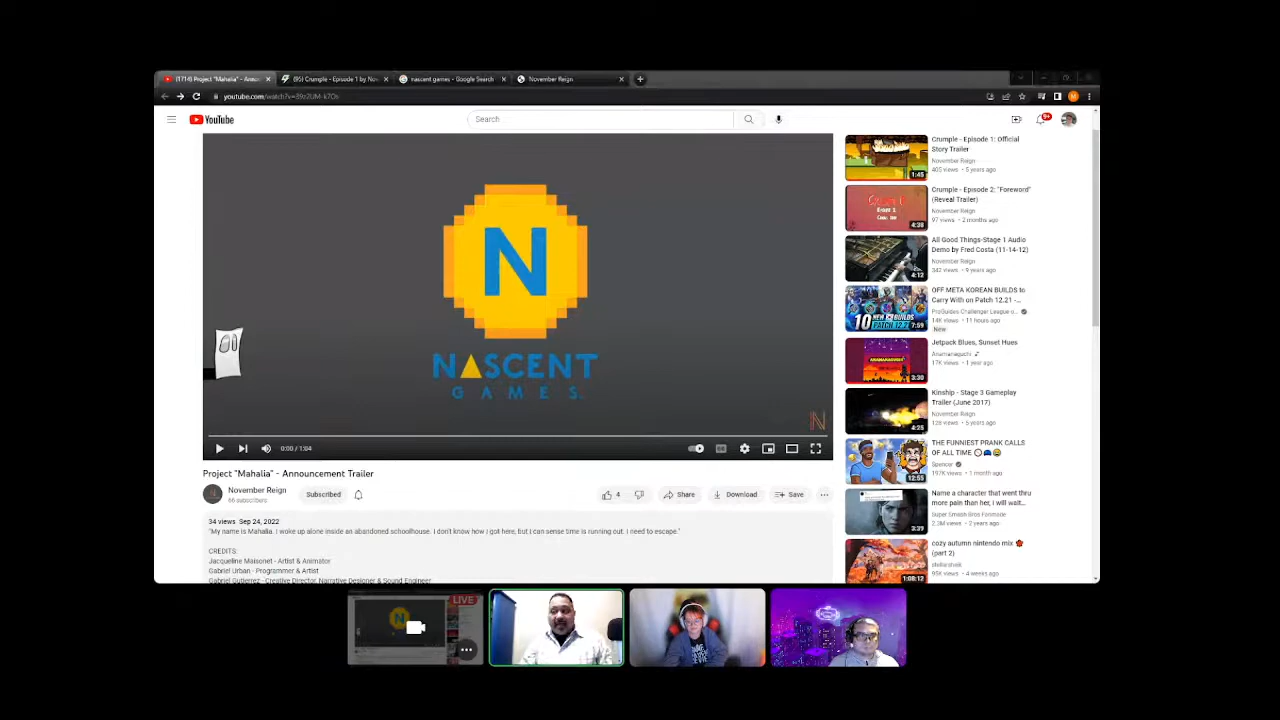 (1714) Project "Mahalia" - Annou
(95) Crumple - Episode 1 by Nov
nascent games - Google Search
November Reign
YouTube
Search
9+
N
NASCENT
GAMES
0:00 / 1:04
Project "Mahalia" - Announcement Trailer
November Reign
66 subscribers
Subscribed
4
Share
Download
Save
34 views Sep 24, 2022
"My name is Mahalia. I woke up alone inside an abandoned schoolhouse. I don't know how I got here, but I can sense time is running out. I need to escape."
CREDITS:
Jacqueline Maisonet - Artist & Animator
Gabriel Urban - Programmer & Artist
Gabriel Gutierrez - Creative Director, Narrative Designer & Sound Engineer
1:45
Crumple - Episode 1: Official
Story Trailer
November Reign
405 views • 5 years ago
4:38
Crumple - Episode 2: "Foreword"
(Reveal Trailer)
November Reign
97 views • 2 months ago
4:12
All Good Things-Stage 1 Audio
Demo by Fred Costa (11-14-12)
November Reign
342 views • 9 years ago
10 NEW
BUILDS
PATCH 12.2
7:59
OFF META KOREAN BUILDS to
Carry With on Patch 12.21 -...
ProGuides Challenger League o...
14K views • 11 hours ago
New
3:30
Jetpack Blues, Sunset Hues
Anamanaguchi
17K views • 1 year ago
4:28
Kinship - Stage 3 Gameplay
Trailer (June 2017)
November Reign
128 views • 5 years ago
12:55
THE FUNNIEST PRANK CALLS
OF ALL TIME
Spencer
197K views • 1 month ago
3:39
Name a character that went thru
more pain than her, i will wait...
Super Smash Bros Fanmade
2.3M views • 2 years ago
1:08:12
cozy autumn nintendo mix
(part 2)
95K views • 4 weeks ago
LIVE